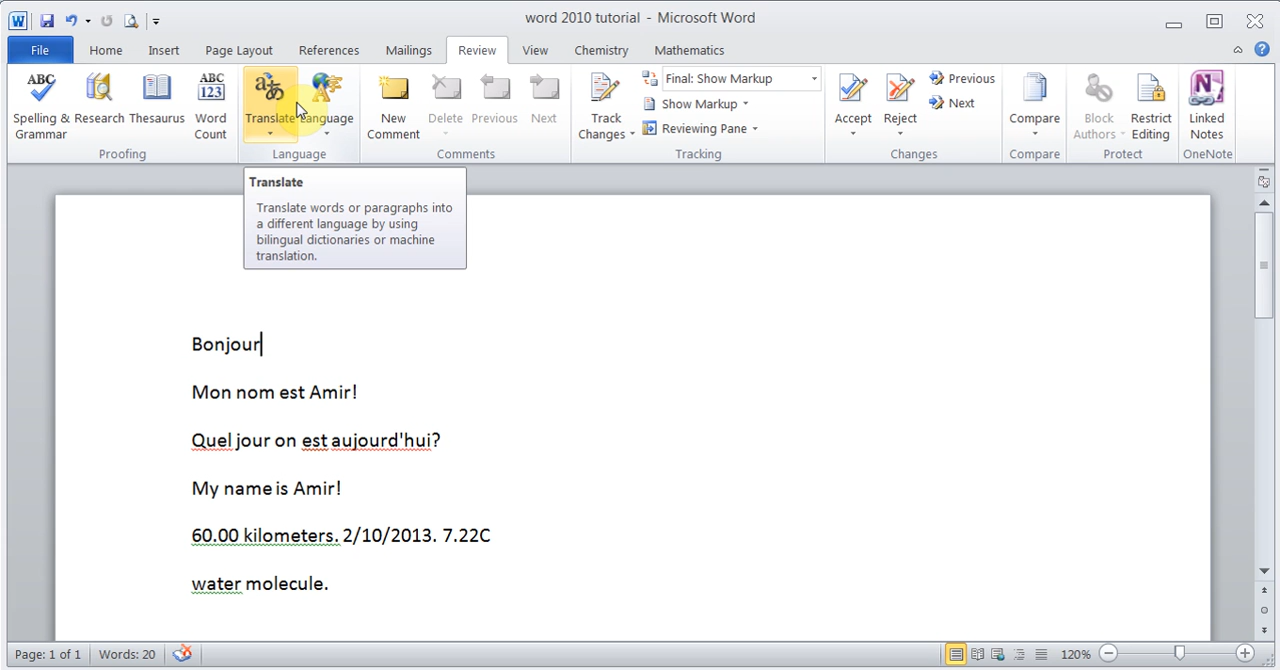 word 2010 tutorial - Microsoft Word
File Home Insert Page Layout References Mailings Review View Chemistry Mathematics
ABC Spelling & Grammar
Research
Thesaurus
ABC 123 Word Count
Translate
Language
New Comment
Delete
Previous
Next
Track Changes
Final: Show Markup
Show Markup
Reviewing Pane
Accept
Reject
Previous
Next
Compare
Block Authors
Restrict Editing
Linked Notes
Proofing Language Comments Tracking Changes Compare Protect OneNote
Translate
Translate words or paragraphs into
a different language by using
bilingual dictionaries or machine
translation.
Bonjour
Mon nom est Amir!
Quel jour on est aujourd'hui?
My name is Amir!
60.00 kilometers. 2/10/2013. 7.22C
water molecule.
Page: 1 of 1 Words: 20 120%